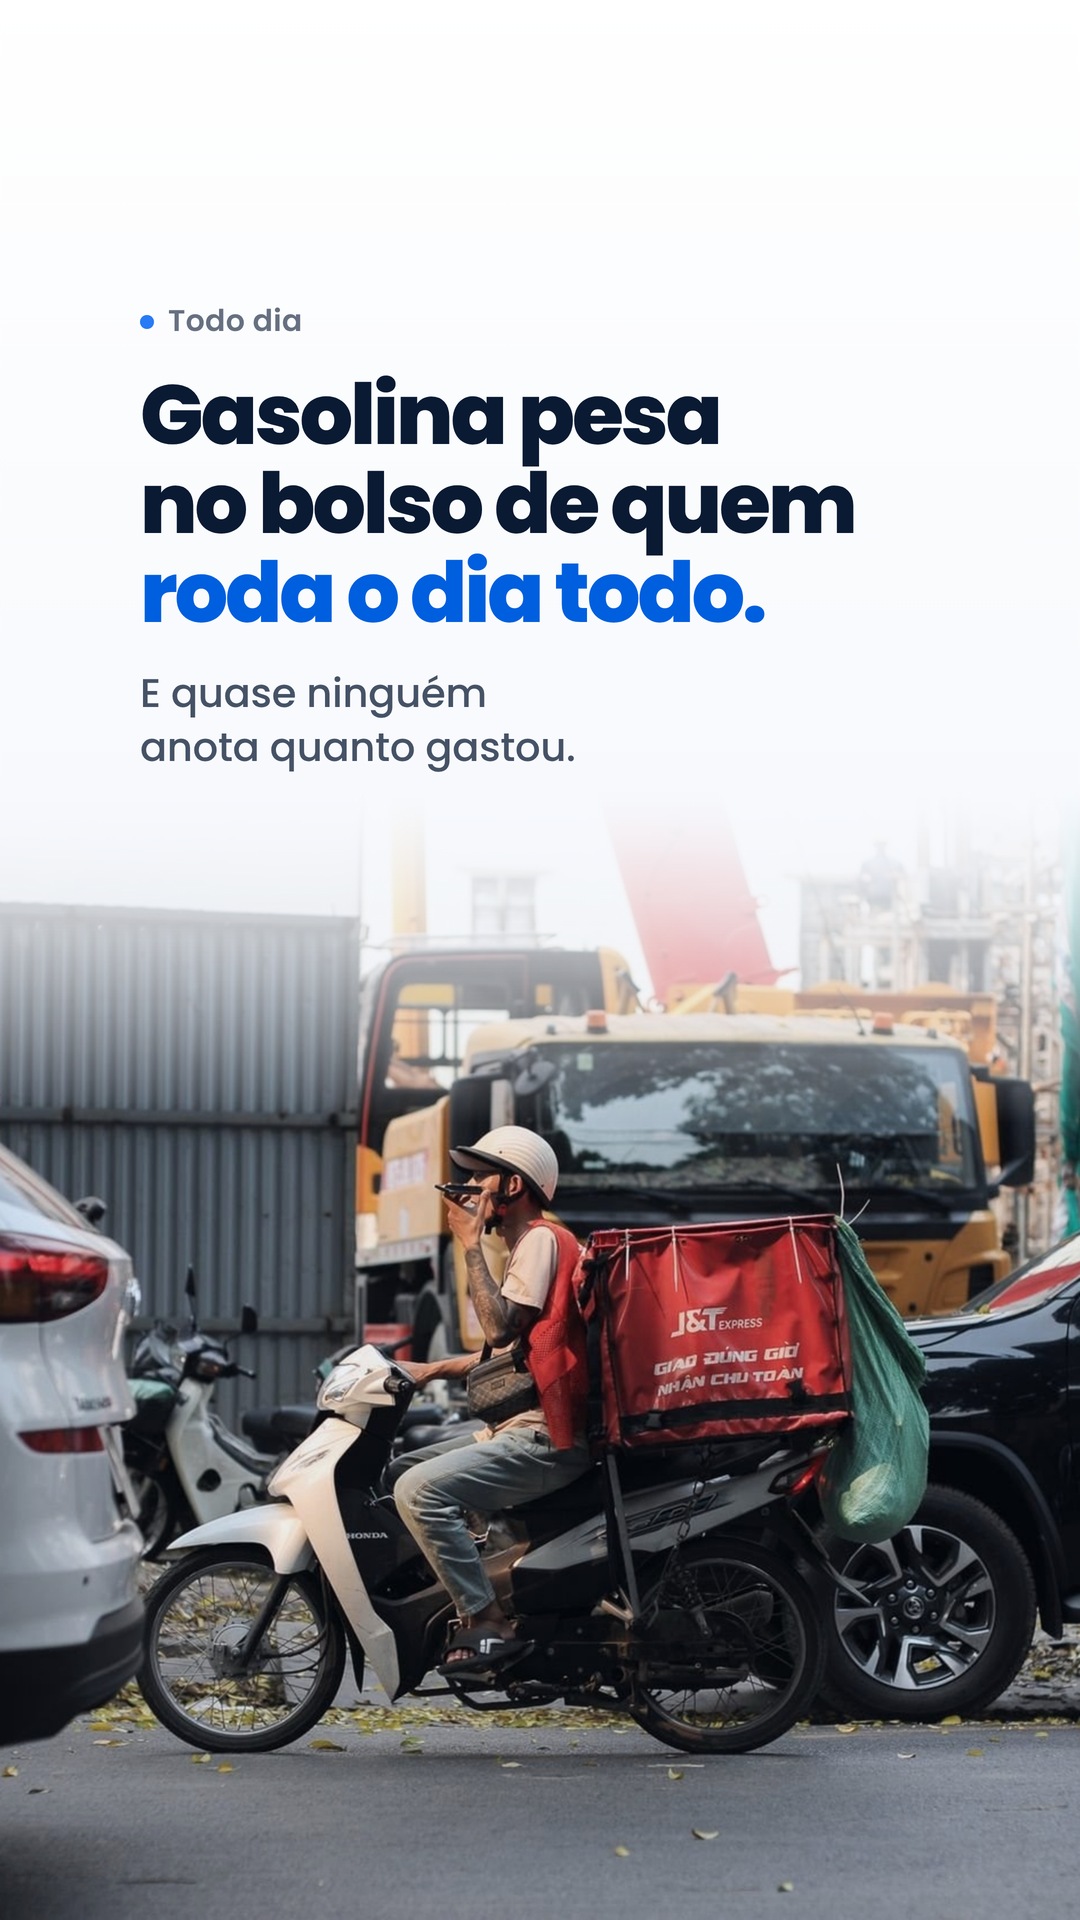 Todo dia
Gasolina pesa
no bolso de quem
roda o dia todo.
E quase ninguém
anota quanto gastou.
J&T EXPRESS
GIAO ĐÚNG GIỜ
NHẬN CHU TOÀN
HONDA